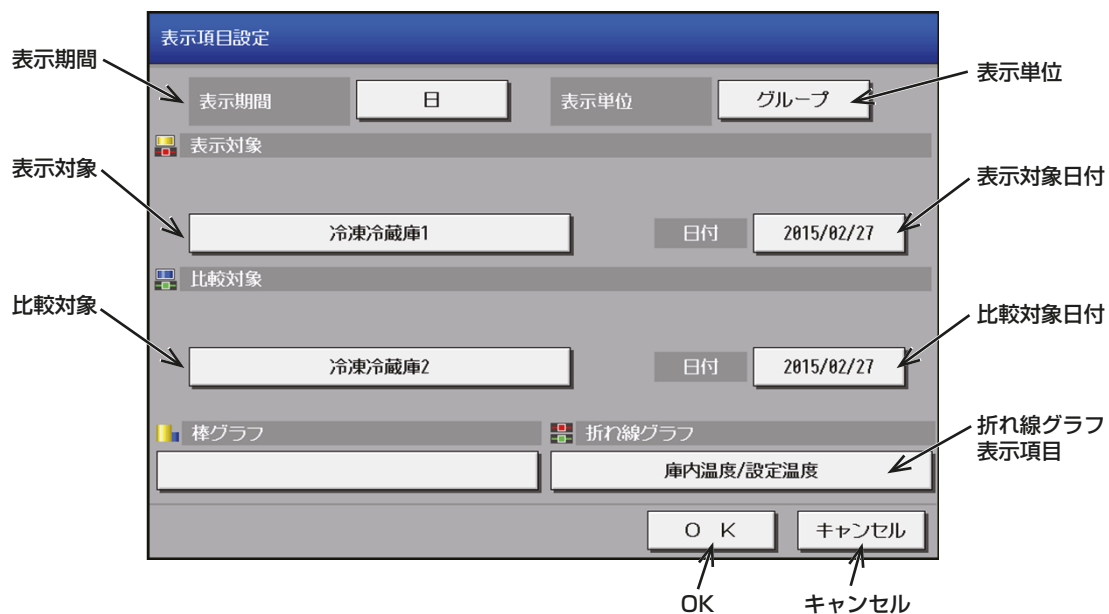 表示項目設定
表示期間
表示単位
表示期間 日 表示単位 グループ
表示対象
表示対象
表示対象日付
冷凍冷蔵庫1 日付 2015/02/27
比較対象
比較対象
比較対象日付
冷凍冷蔵庫2 日付 2015/02/27
棒グラフ 折れ線グラフ
折れ線グラフ
表示項目
庫内温度/設定温度
OK キャンセル
OK キャンセル